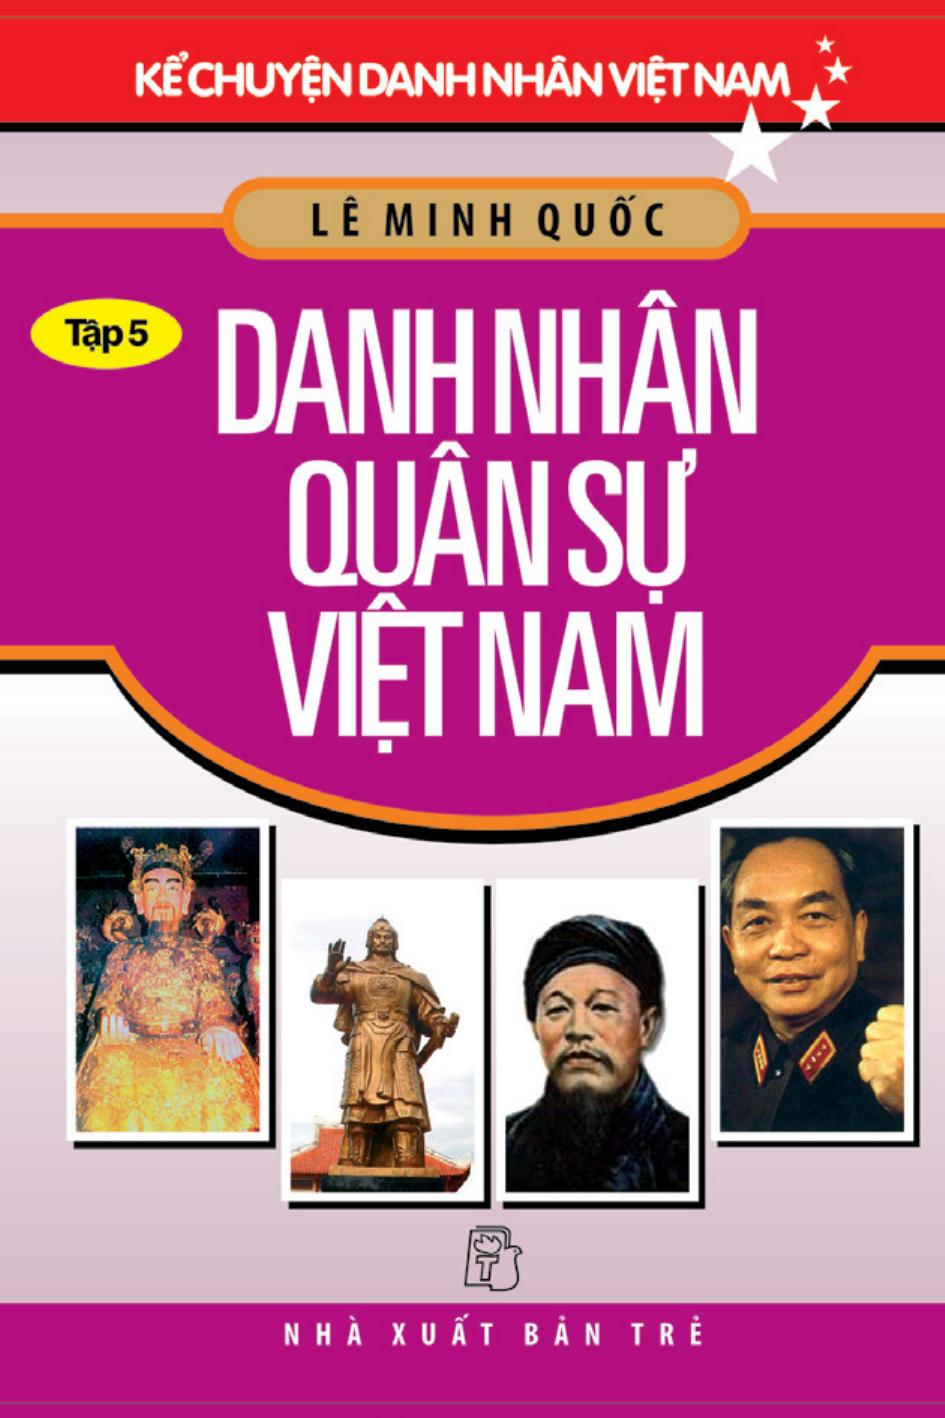 KỂ CHUYỆN DANH NHÂN VIỆT NAM
LÊ MINH QUỐC
Tập 5
DANH NHÂN
QUÂN SỰ
VIỆT NAM
T
NHÀ XUẤT BẢN TRẺ